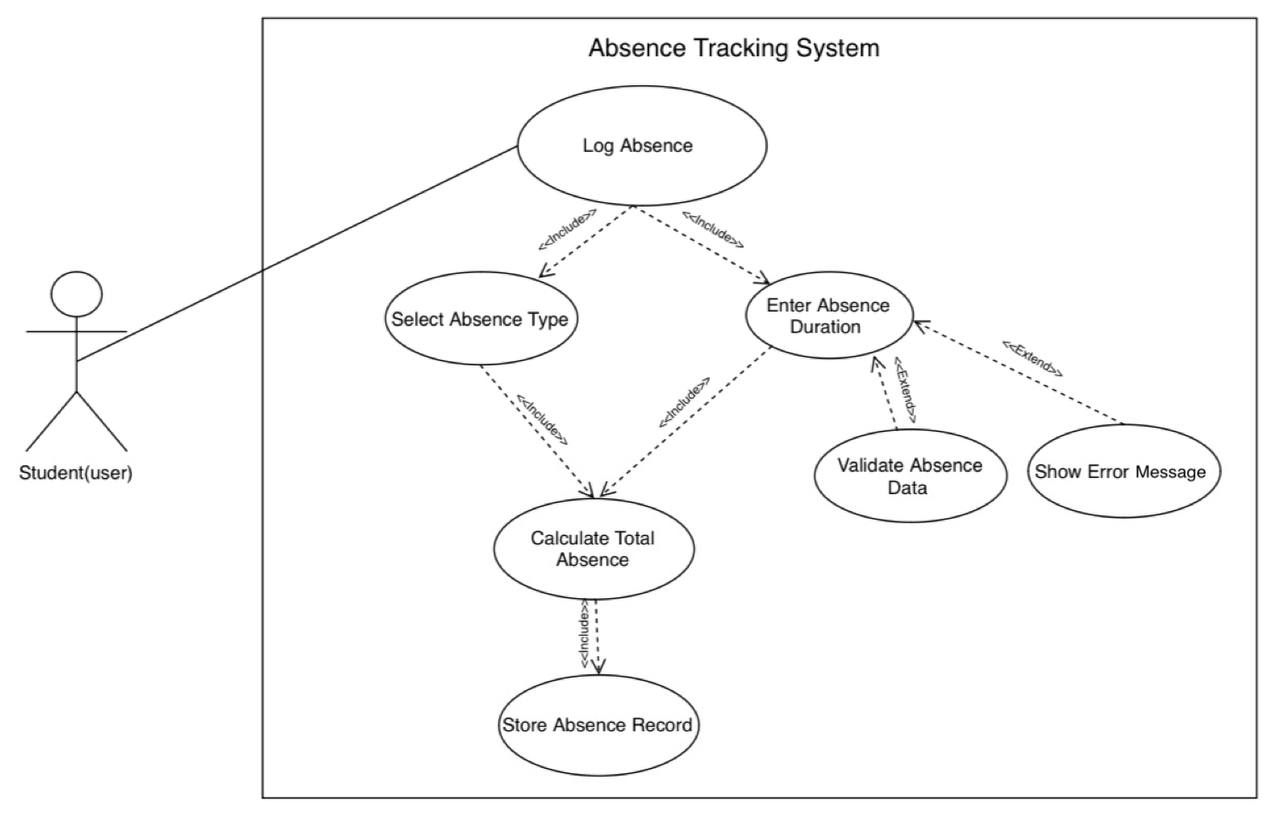 Absence Tracking System
Log Absence
<<Include>>
<<Include>>
Select Absence Type
Enter Absence
Duration
<<Extend>>
<<Extend>>
<<Include>>
<<Include>>
Validate Absence
Data
Show Error Message
Student(user)
Calculate Total
Absence
<<Include>>
Store Absence Record